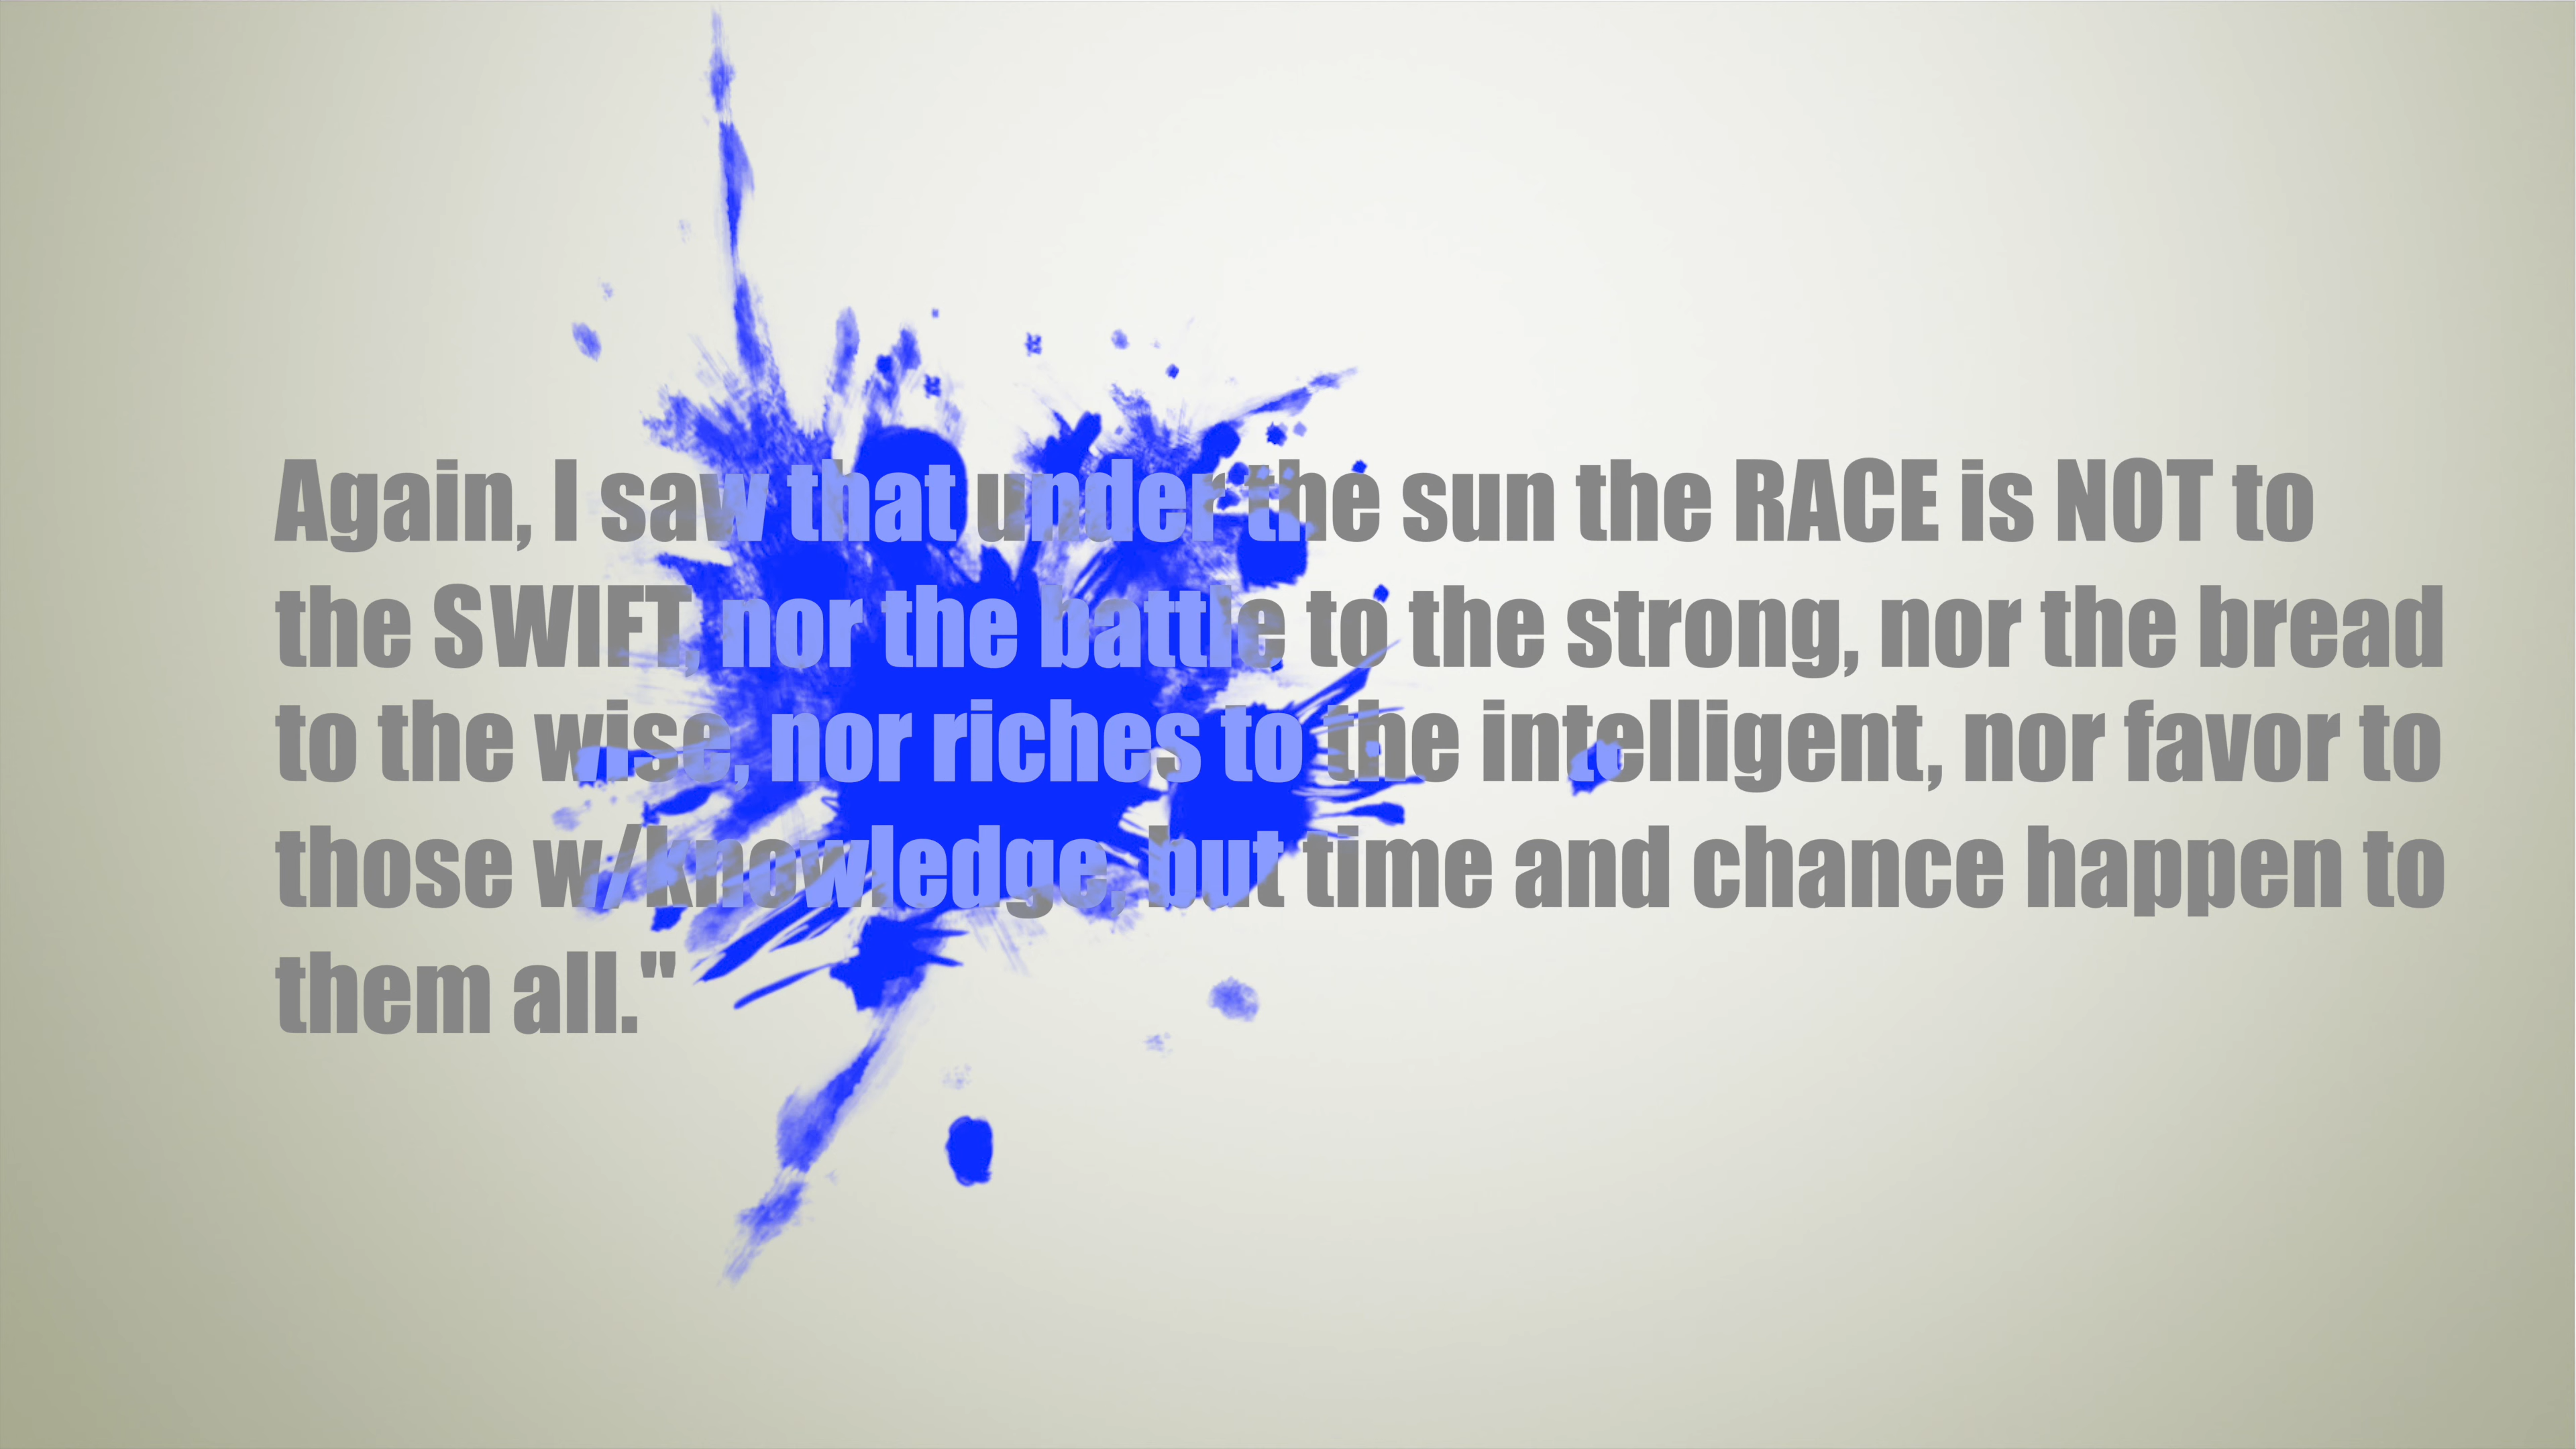 Again, I saw that under the sun the RACE is NOT to
the SWIFT, nor the battle to the strong, nor the bread
to the wise, nor riches to the intelligent, nor favor to
those w/knowledge, but time and chance happen to
them all."